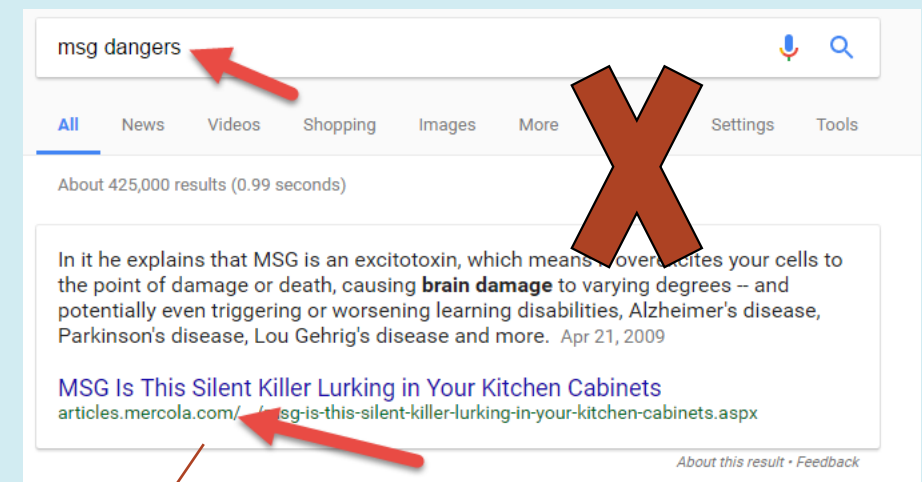 msg dangers
All News Videos Shopping Images More Settings Tools
About 425,000 results (0.99 seconds)
In it he explains that MSG is an excitotoxin, which means overexcites your cells to
the point of damage or death, causing brain damage to varying degrees -- and
potentially even triggering or worsening learning disabilities, Alzheimer's disease,
Parkinson's disease, Lou Gehrig's disease and more. Apr 21, 2009
MSG Is This Silent Killer Lurking in Your Kitchen Cabinets
articles.mercola.com/.../msg-is-this-silent-killer-lurking-in-your-kitchen-cabinets.aspx
About this result • Feedback